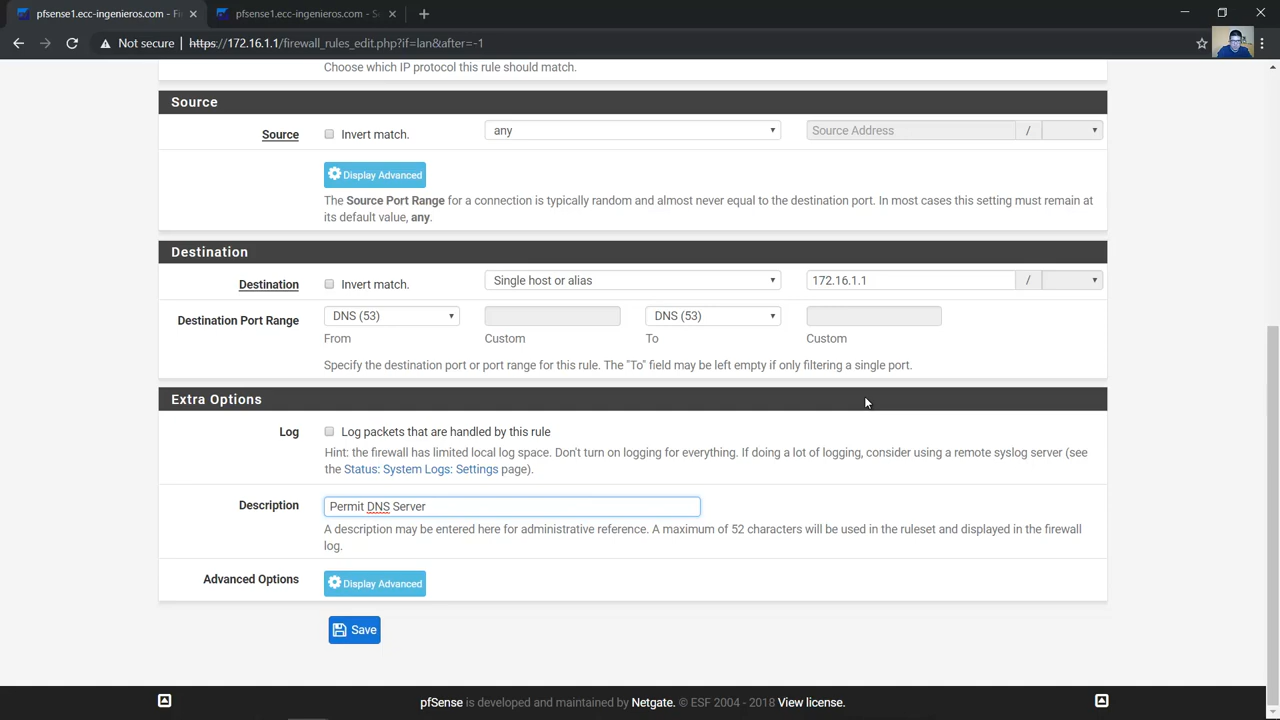 pfsense1.ecc-ingenieros.com - Fi
pfsense1.ecc-ingenieros.com - S
Not secure | https://172.16.1.1/firewall_rules_edit.php?if=lan&after=-1
Choose which IP protocol this rule should match.
Source
Source Invert match. any Source Address /
Display Advanced
The Source Port Range for a connection is typically random and almost never equal to the destination port. In most cases this setting must remain at
its default value, any.
Destination
Destination Invert match. Single host or alias 172.16.1.1 /
Destination Port Range DNS (53) DNS (53)
From Custom To Custom
Specify the destination port or port range for this rule. The "To" field may be left empty if only filtering a single port.
Extra Options
Log Log packets that are handled by this rule
Hint: the firewall has limited local log space. Don't turn on logging for everything. If doing a lot of logging, consider using a remote syslog server (see
the Status: System Logs: Settings page).
Description Permit DNS Server
A description may be entered here for administrative reference. A maximum of 52 characters will be used in the ruleset and displayed in the firewall
log.
Advanced Options Display Advanced
Save
pfSense is developed and maintained by Netgate. © ESF 2004 - 2018 View license.